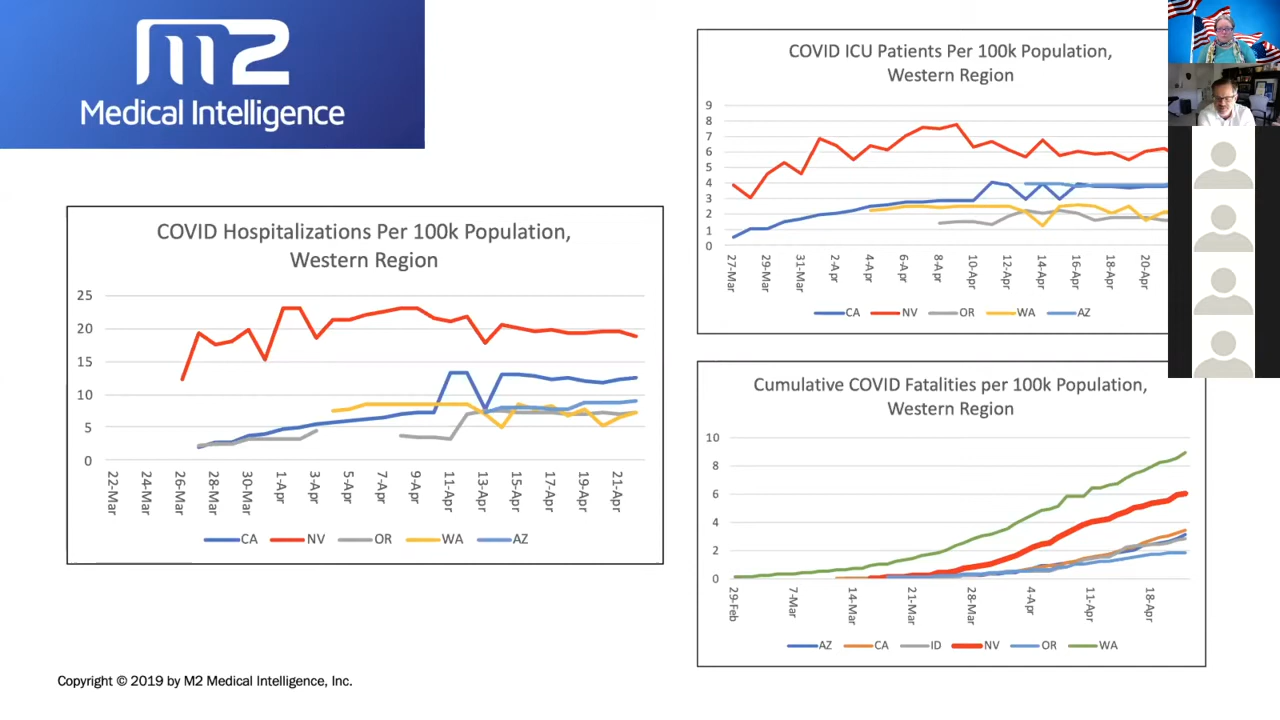 m2
Medical Intelligence
COVID Hospitalizations Per 100k Population,
Western Region
25
20
15
10
5
0
22-Mar
24-Mar
26-Mar
28-Mar
30-Mar
1-Apr
3-Apr
5-Apr
7-Apr
9-Apr
11-Apr
13-Apr
15-Apr
17-Apr
19-Apr
21-Apr
CA NV OR WA AZ
COVID ICU Patients Per 100k Population,
Western Region
9
8
7
6
5
4
3
2
1
0
27-Mar
29-Mar
31-Mar
2-Apr
4-Apr
6-Apr
8-Apr
10-Apr
12-Apr
14-Apr
16-Apr
18-Apr
20-Apr
CA NV OR WA AZ
Cumulative COVID Fatalities per 100k Population,
Western Region
10
8
6
4
2
0
29-Feb
7-Mar
14-Mar
21-Mar
28-Mar
4-Apr
11-Apr
18-Apr
AZ CA ID NV OR WA
Copyright © 2019 by M2 Medical Intelligence, Inc.